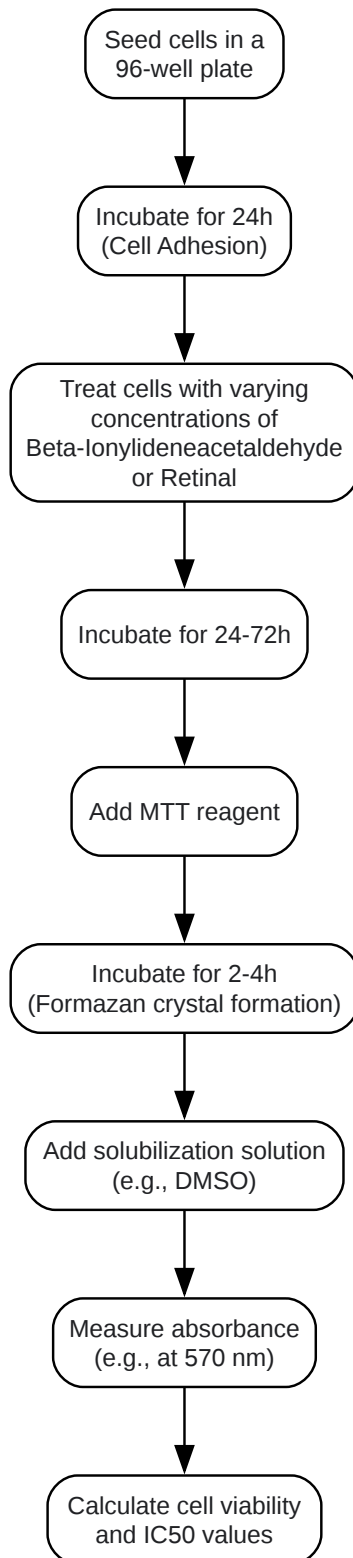 Seed cells in a
96-well plate
Incubate for 24h
(Cell Adhesion)
Treat cells with varying
concentrations of
Beta-Ionylideneacetaldehyde
or Retinal
Incubate for 24-72h
Add MTT reagent
Incubate for 2-4h
(Formazan crystal formation)
Add solubilization solution
(e.g., DMSO)
Measure absorbance
(e.g., at 570 nm)
Calculate cell viability
and IC50 values